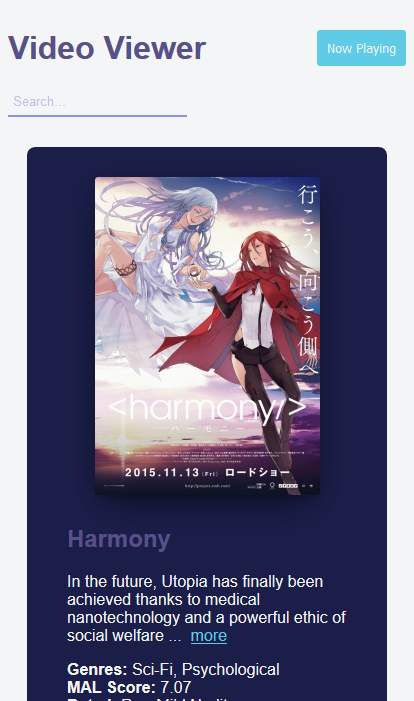 Video Viewer
Now Playing
Search...
行こう、向こう側へ
<harmony/>
ハーモニー
2015.11.13(Fri) ロードショー
Harmony
In the future, Utopia has finally been
achieved thanks to medical
nanotechnology and a powerful ethic of
social welfare ... more
Genres: Sci-Fi, Psychological
MAL Score: 7.07